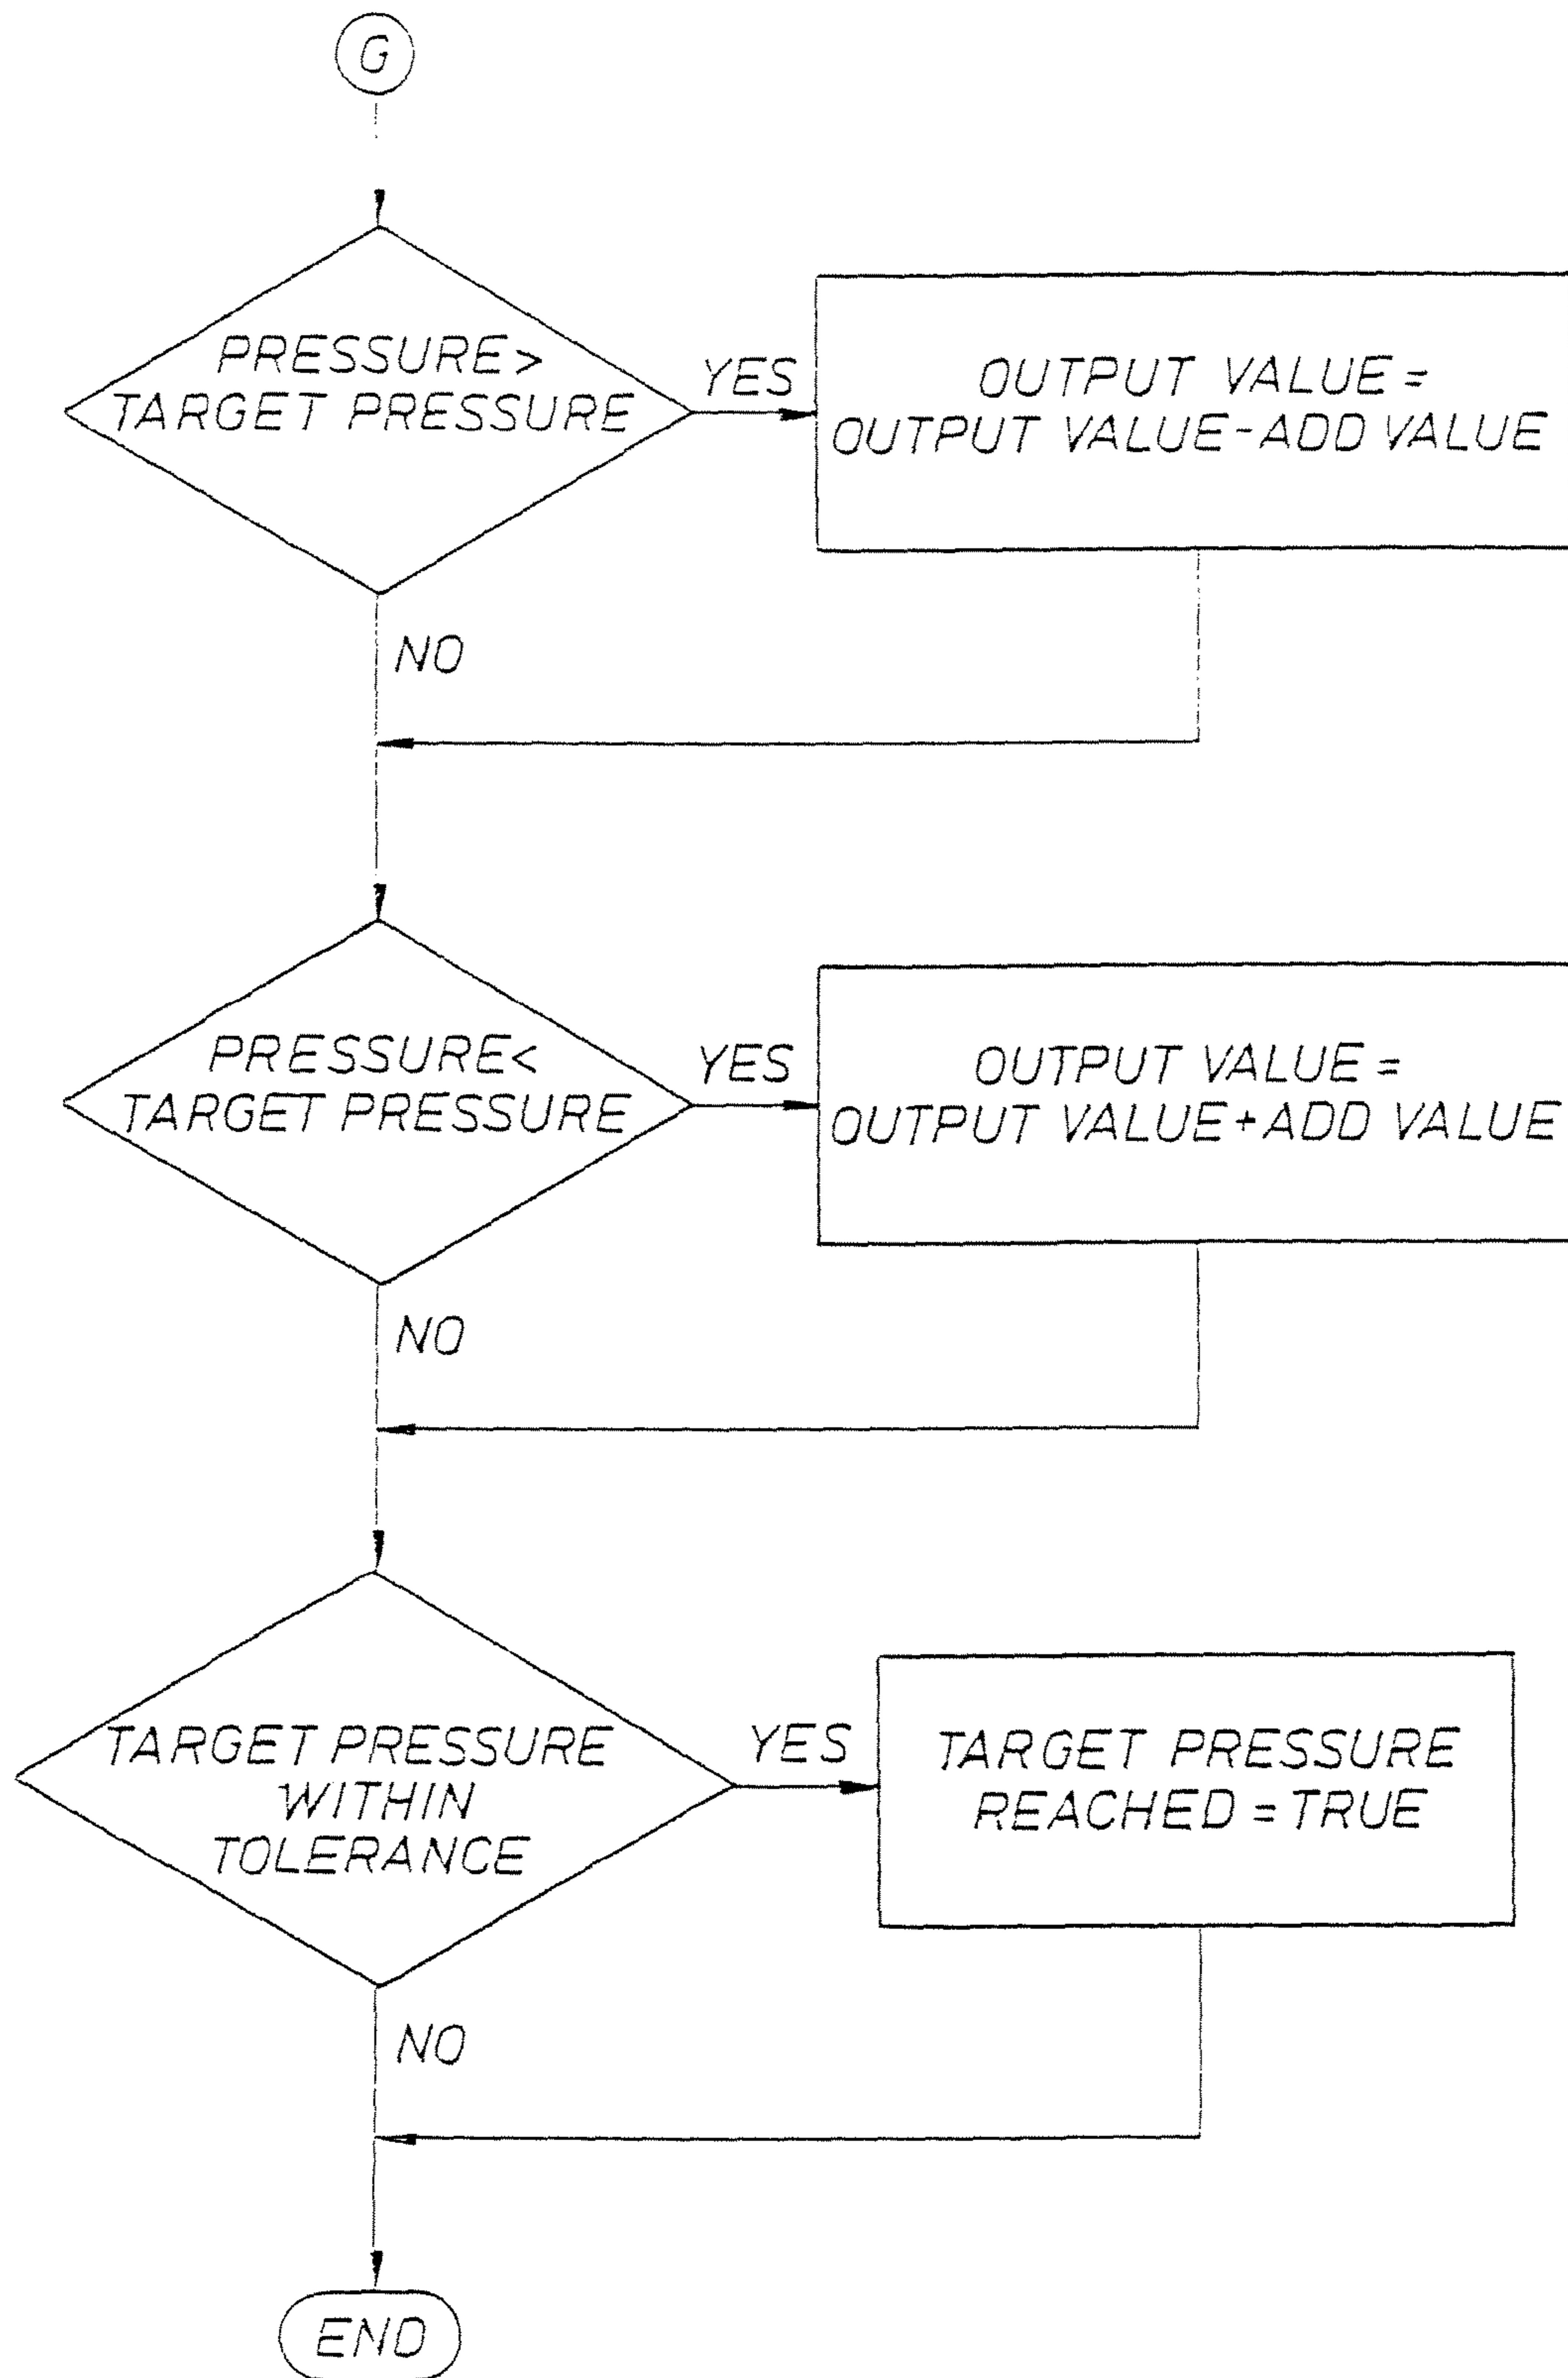 G
PRESSURE>
TARGET PRESSURE
YES
OUTPUT VALUE=
OUTPUT VALUE-ADD VALUE
NO
PRESSURE<
TARGET PRESSURE
YES
OUTPUT VALUE=
OUTPUT VALUE+ADD VALUE
NO
TARGET PRESSURE
WITHIN
TOLERANCE
YES
TARGET PRESSURE
REACHED=TRUE
NO
END